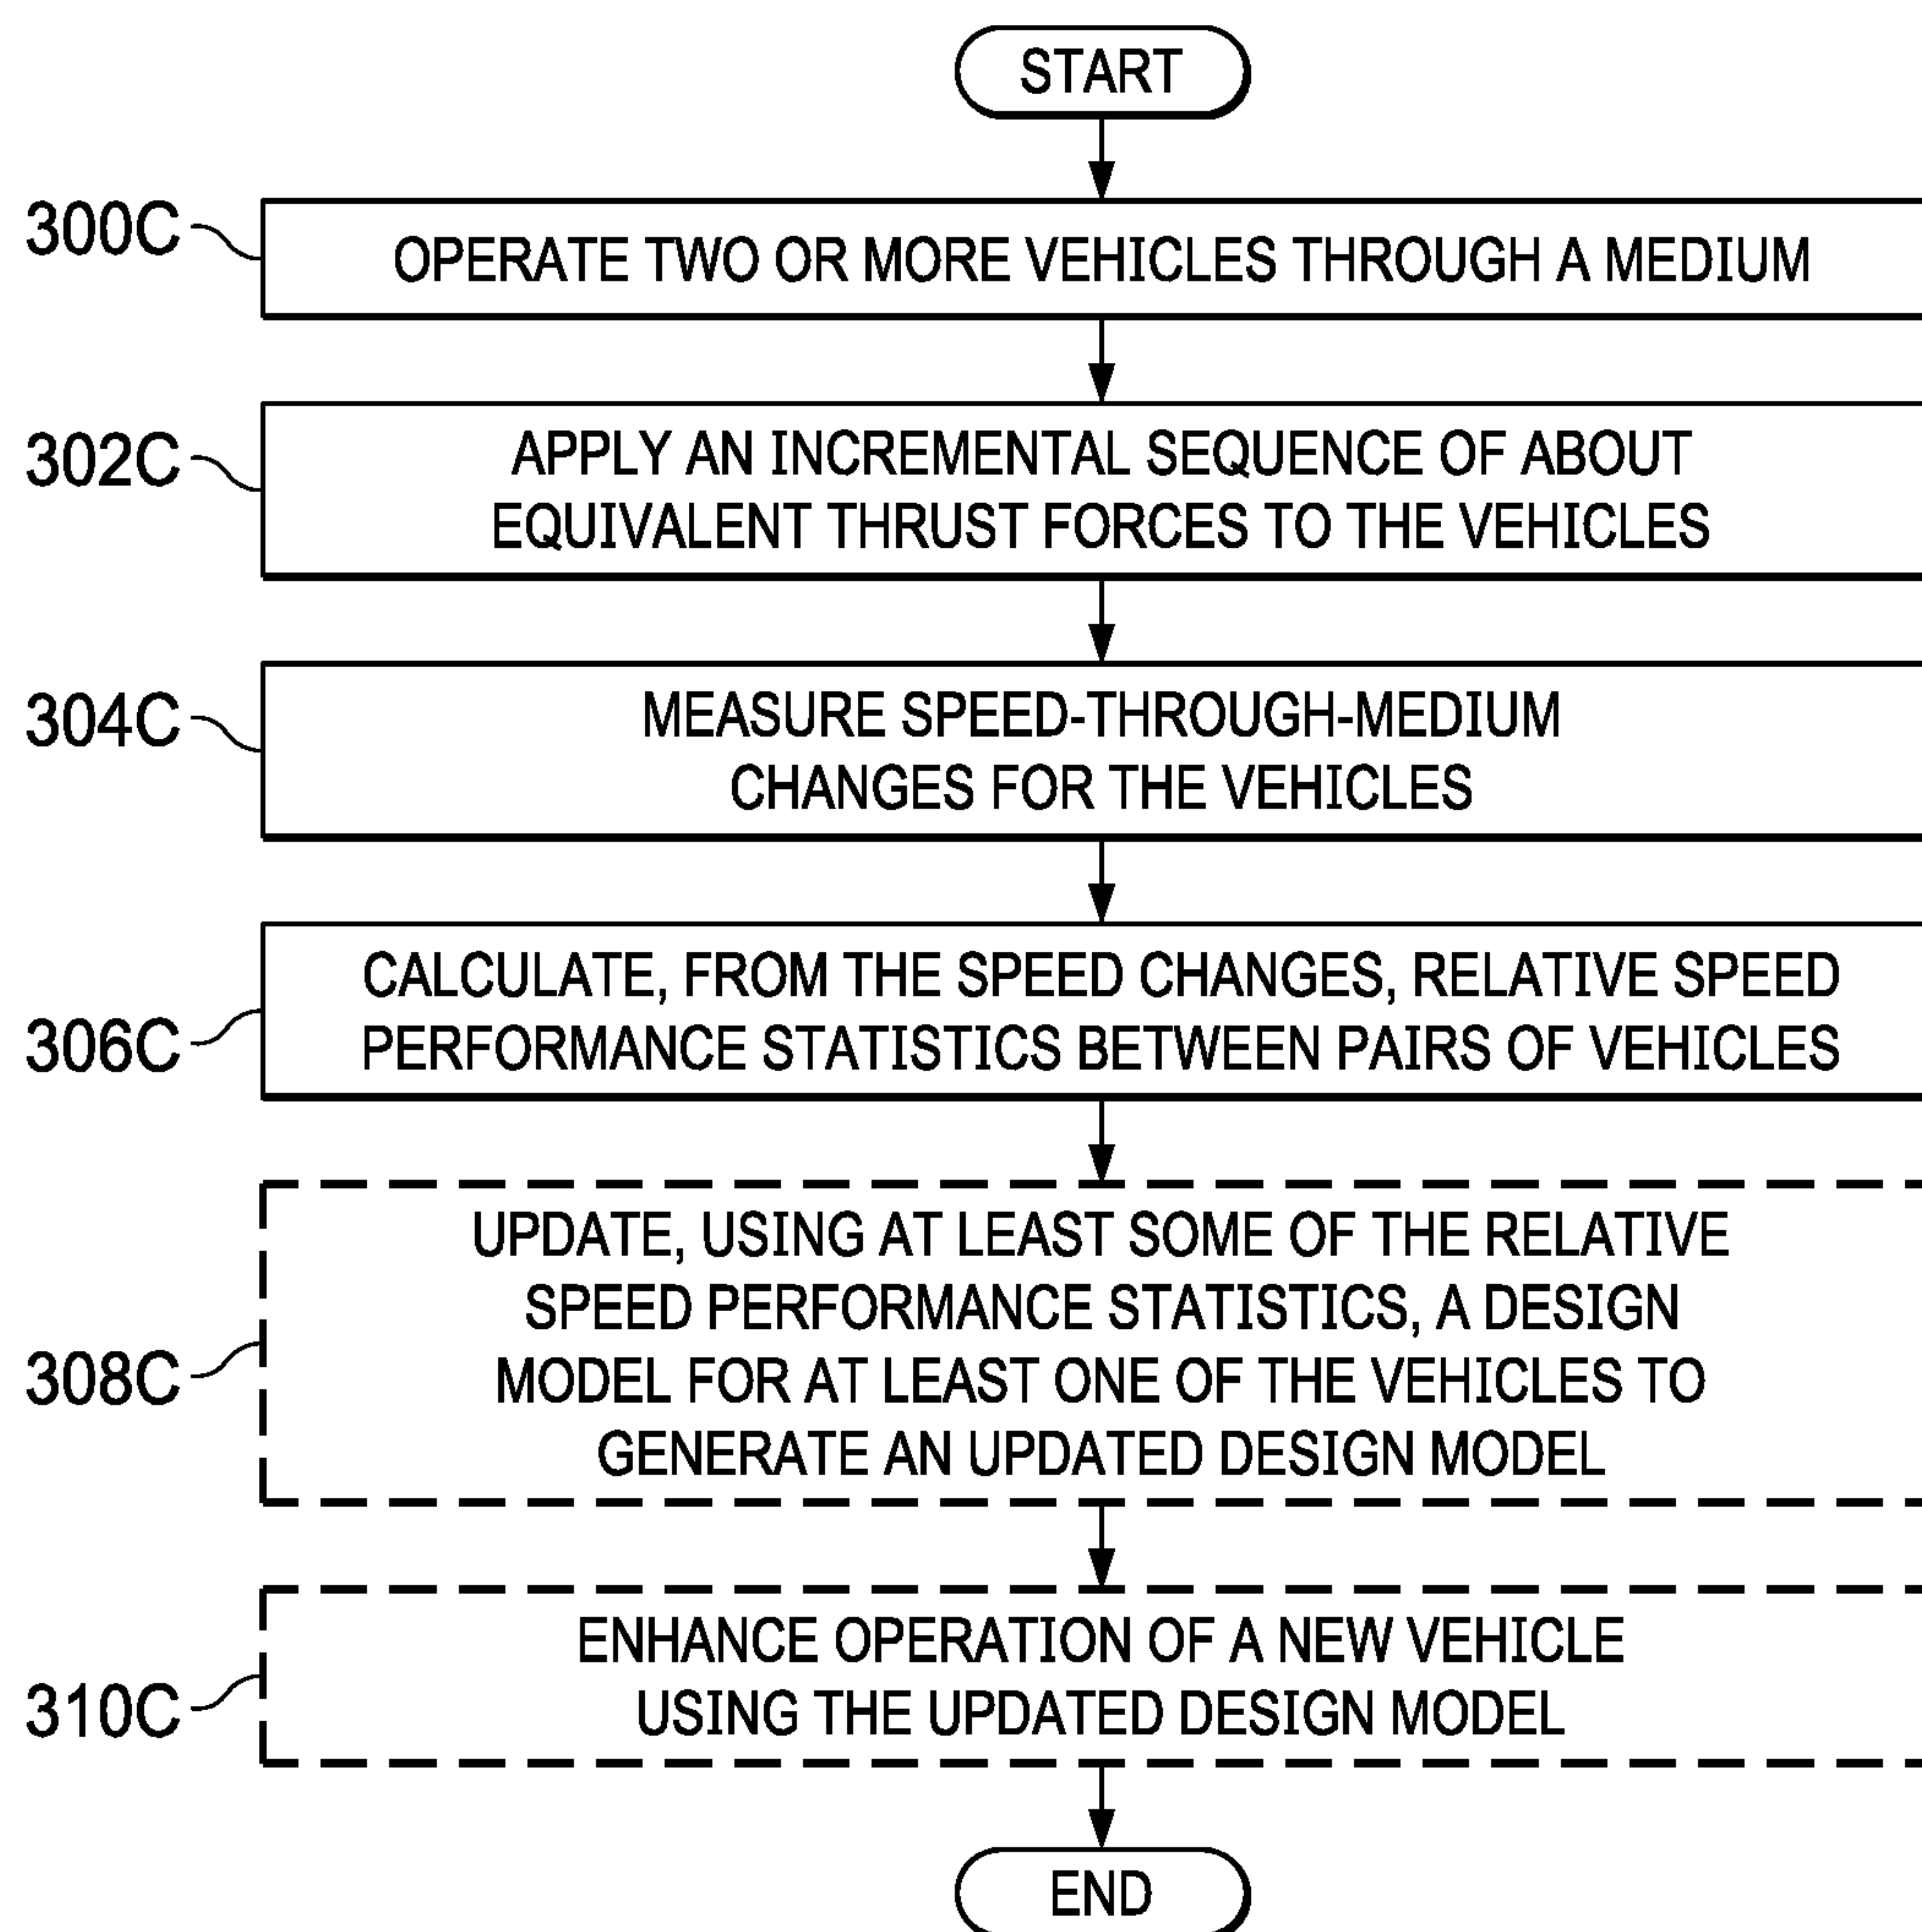 START
300C
OPERATE TWO OR MORE VEHICLES THROUGH A MEDIUM
302C
APPLY AN INCREMENTAL SEQUENCE OF ABOUT
EQUIVALENT THRUST FORCES TO THE VEHICLES
304C
MEASURE SPEED-THROUGH-MEDIUM
CHANGES FOR THE VEHICLES
306C
CALCULATE, FROM THE SPEED CHANGES, RELATIVE SPEED
PERFORMANCE STATISTICS BETWEEN PAIRS OF VEHICLES
308C
UPDATE, USING AT LEAST SOME OF THE RELATIVE
SPEED PERFORMANCE STATISTICS, A DESIGN
MODEL FOR AT LEAST ONE OF THE VEHICLES TO
GENERATE AN UPDATED DESIGN MODEL
310C
ENHANCE OPERATION OF A NEW VEHICLE
USING THE UPDATED DESIGN MODEL
END